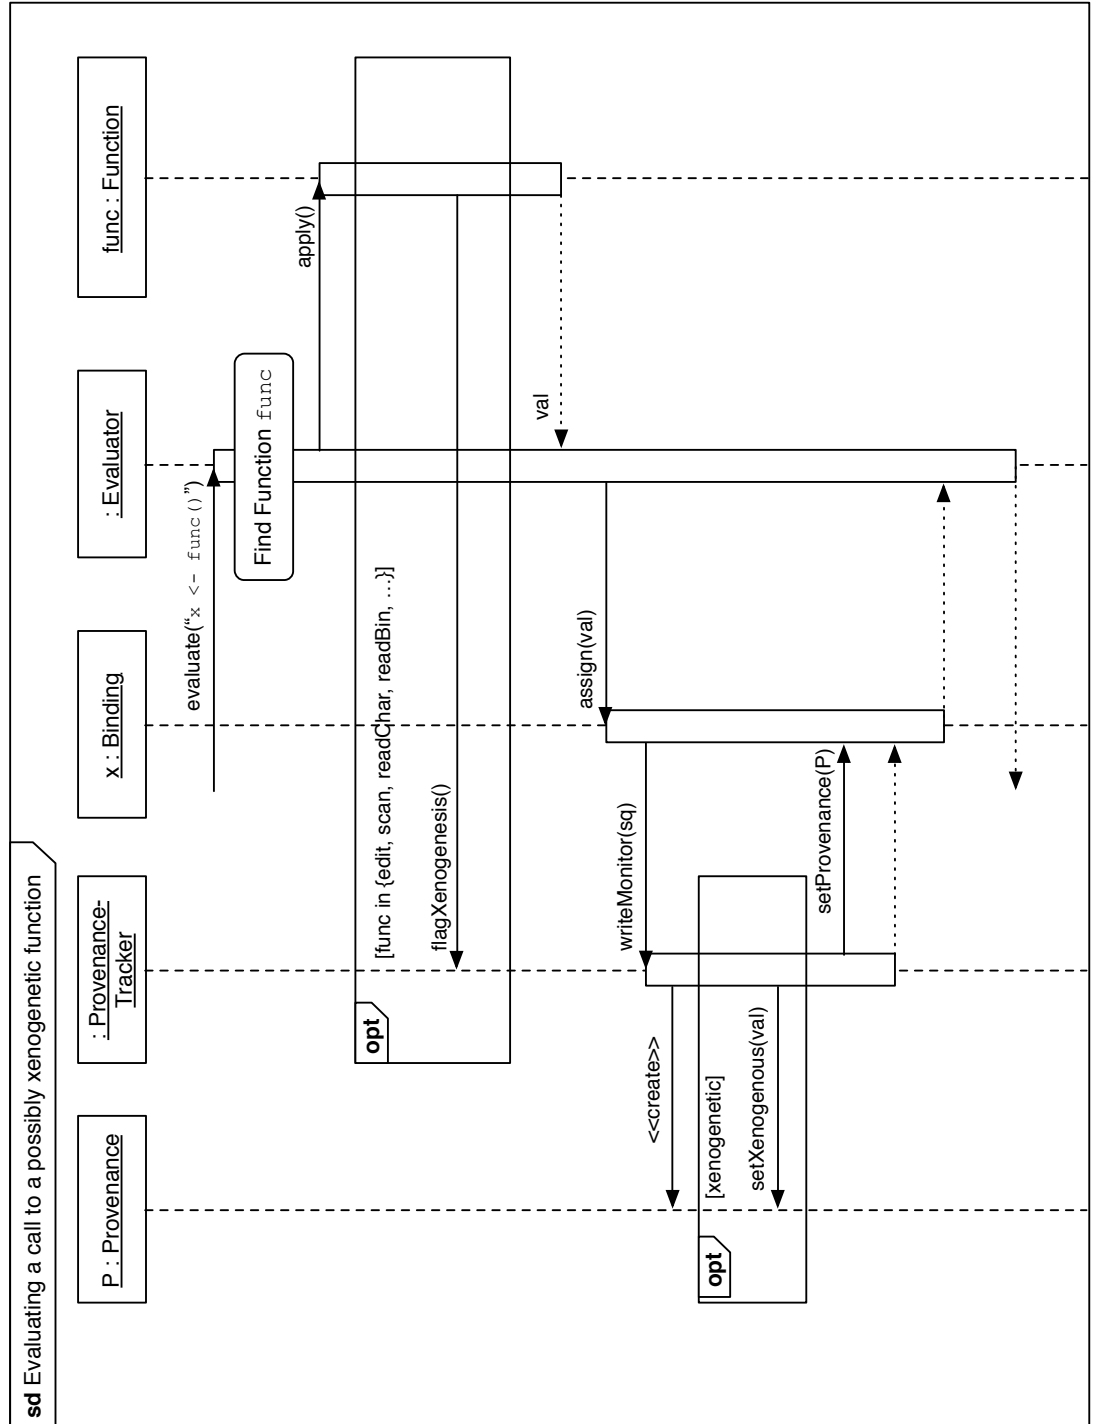 sd Evaluating a call to a possibly xenogenetic function
P : Provenance
: Provenance-
Tracker
x : Binding
: Evaluator
func : Function
evaluate(“x <- func()”)
Find Function func
apply()
opt
[func in {edit, scan, readChar, readBin, …}]
flagXenogenesis()
val
assign(val)
writeMonitor(sq)
<<create>>
opt
[xenogenetic]
setXenogenous(val)
setProvenance(P)